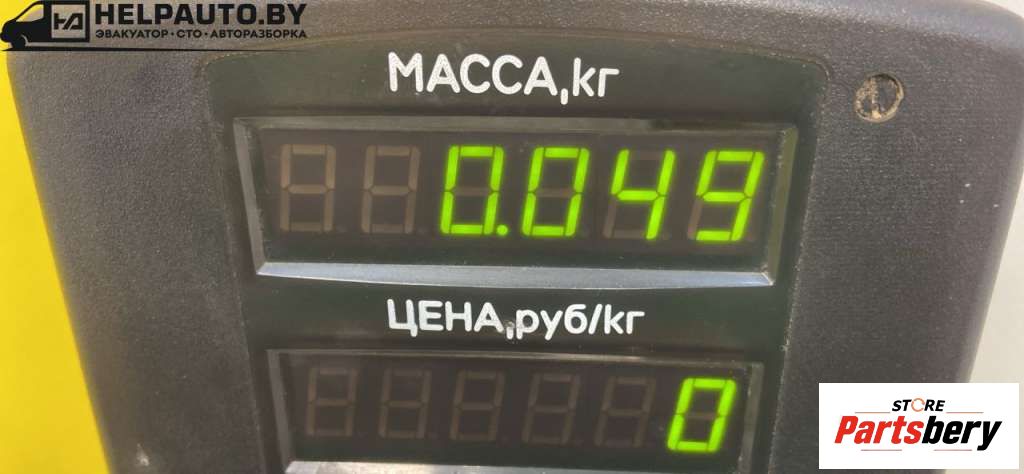 HELPAUTO.BY
ЭВАКУАТОР • СТО • АВТОРАЗБОРКА
МАССА,кг
0.049
ЦЕНА,руб/кг
0
STORE
Partsbery